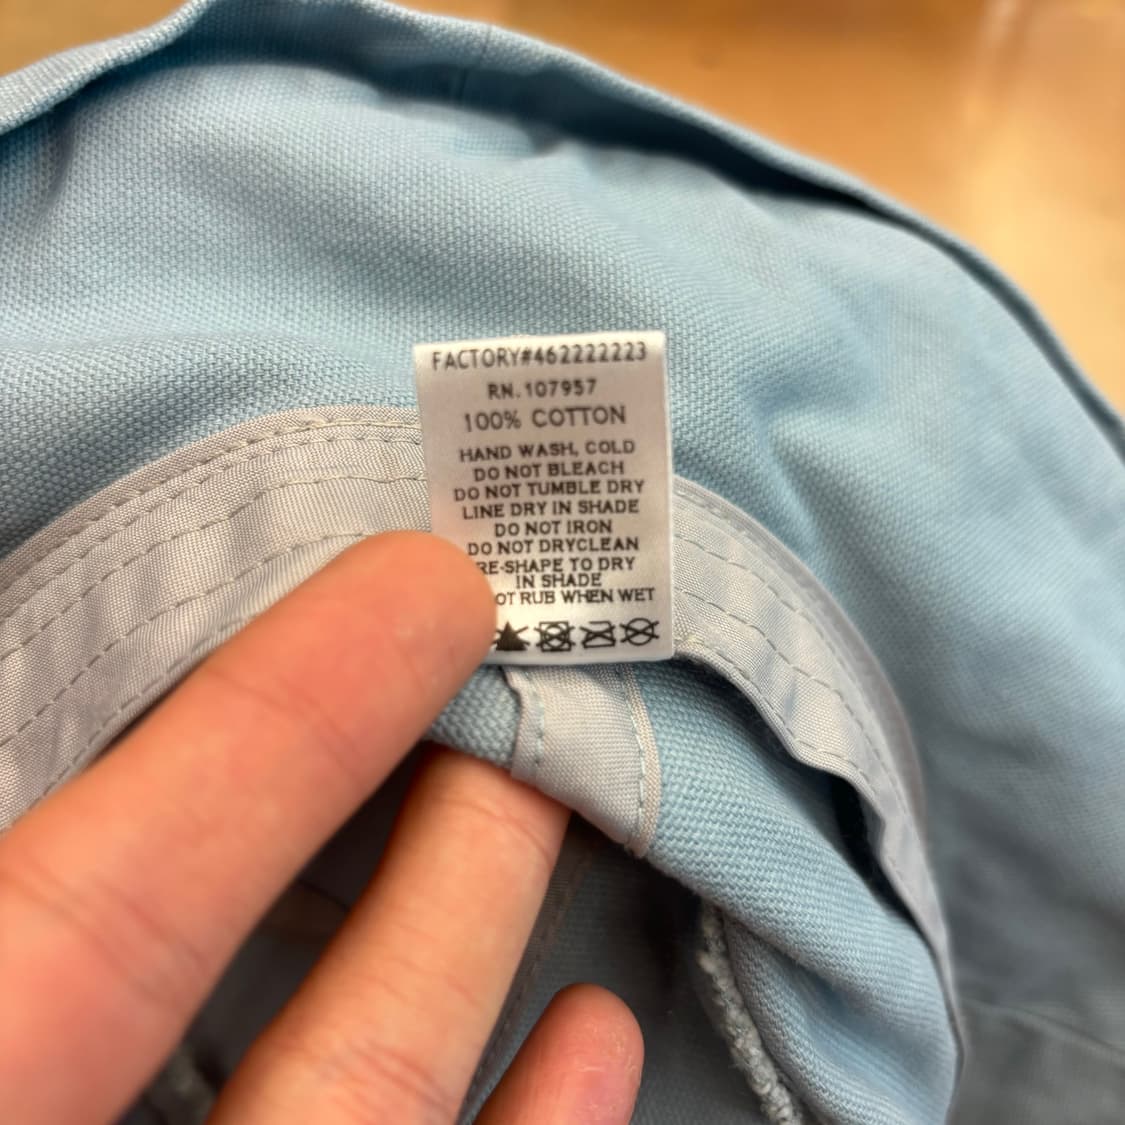 FACTORY#462222223
RN.107957
100% COTTON
HAND WASH, COLD
DO NOT BLEACH
DO NOT TUMBLE DRY
LINE DRY IN SHADE
DO NOT IRON
DO NOT DRYCLEAN
RE-SHAPE TO DRY
IN SHADE
OT RUB WHEN WET